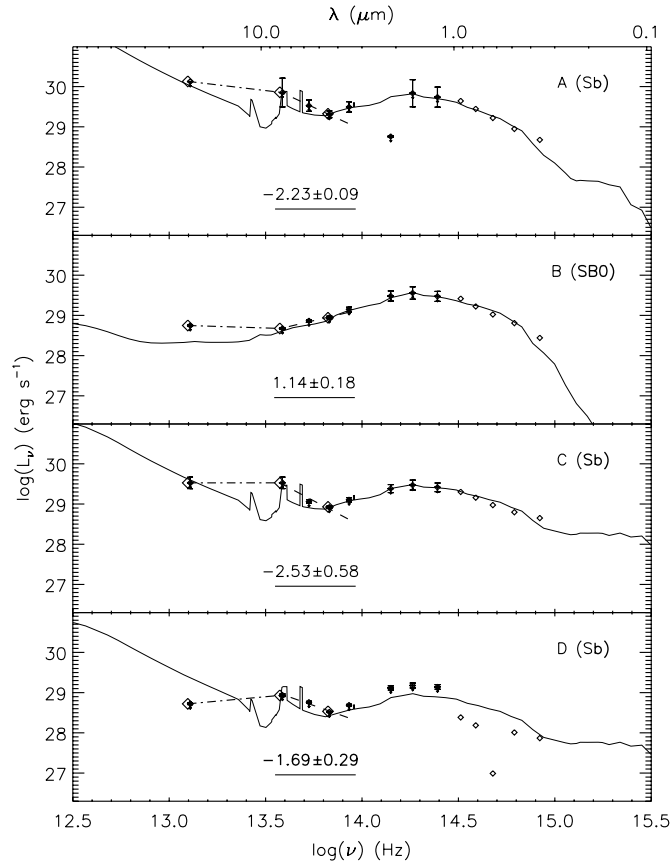 λ (μm)
10.0 1.0 0.1
A (Sb)
30
29
28
27
−2.23±0.09
B (SB0)
30
29
28
27
1.14±0.18
log(Lν) (erg s⁻¹)
C (Sb)
30
29
28
27
−2.53±0.58
D (Sb)
30
29
28
27
−1.69±0.29
12.5 13.0 13.5 14.0 14.5 15.0 15.5
log(ν) (Hz)